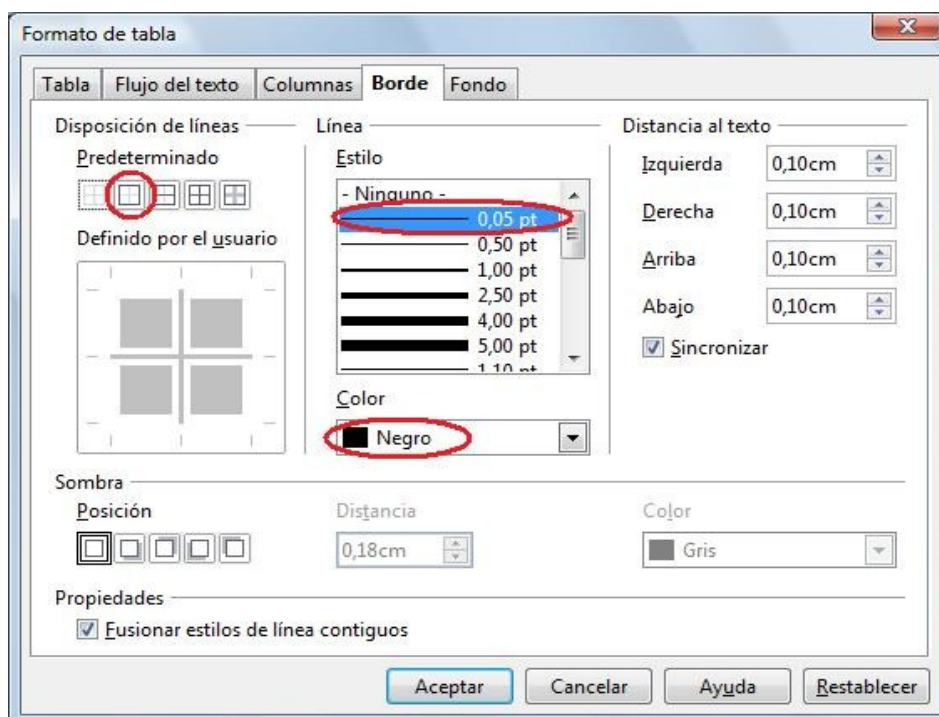 Formato de tabla
Tabla Flujo del texto Columnas Borde Fondo
Disposición de líneas
Predeterminado
Definido por el usuario
Línea
Estilo
- Ninguno -
0,05 pt
0,50 pt
1,00 pt
2,50 pt
4,00 pt
5,00 pt
1,10 pt
Color
Negro
Distancia al texto
Izquierda 0,10cm
Derecha 0,10cm
Arriba 0,10cm
Abajo 0,10cm
Sincronizar
Sombra
Posición
Distancia
0,18cm
Color
Gris
Propiedades
Fusionar estilos de línea contiguos
Aceptar Cancelar Ayuda Restablecer